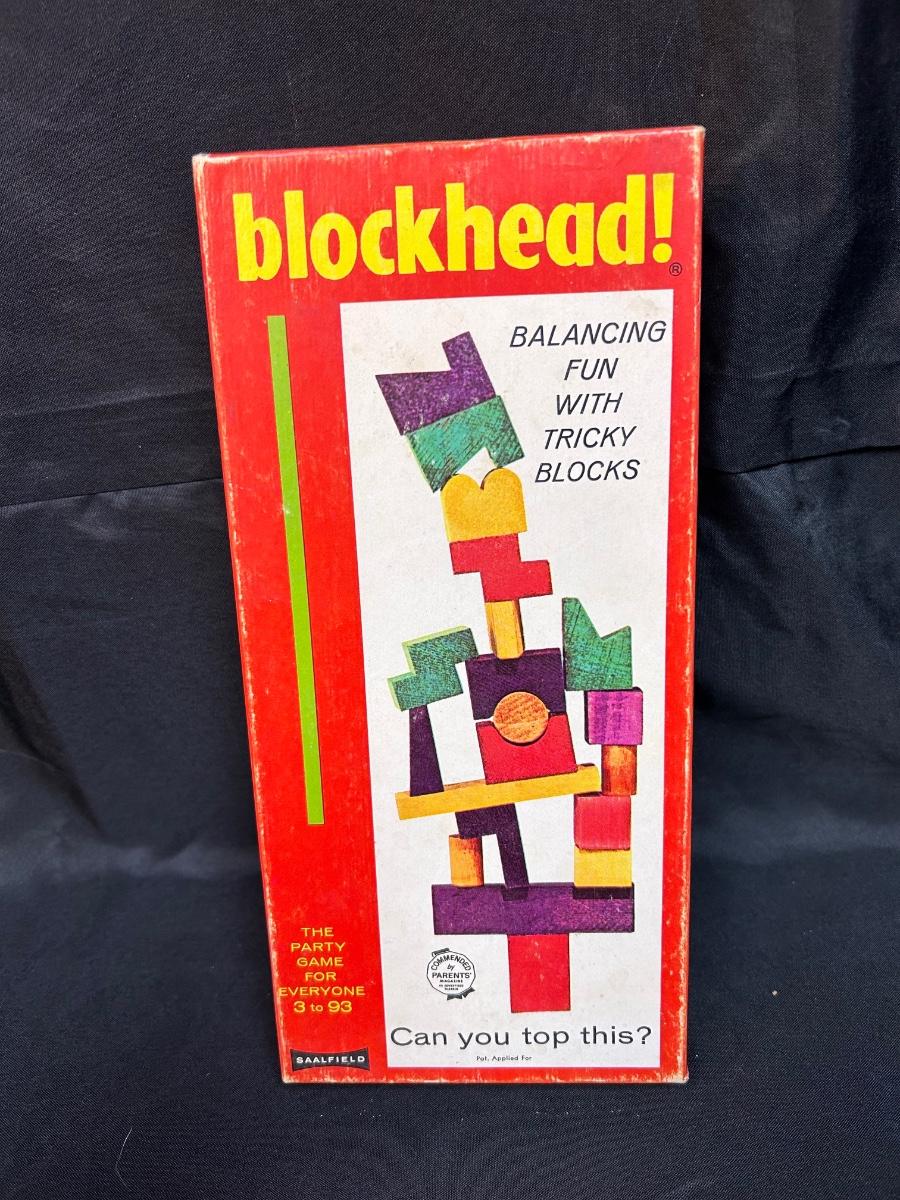 blockhead!
®
BALANCING
FUN
WITH
TRICKY
BLOCKS
THE
PARTY
GAME
FOR
EVERYONE
3 to 93
SAALFIELD
COMMENDED
by
PARENTS'
MAGAZINE
Can you top this?
Pat. Applied For